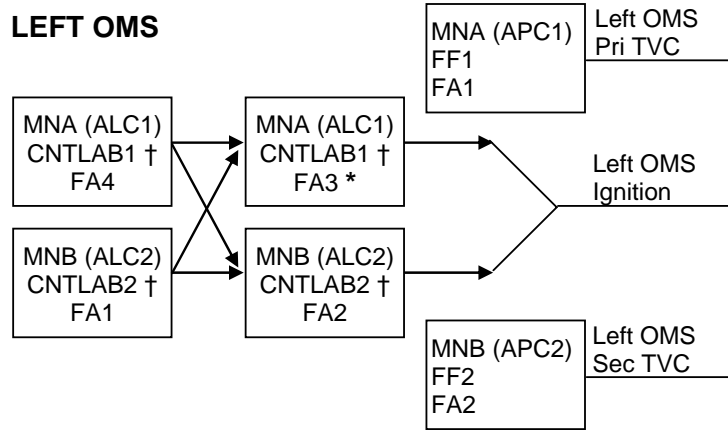 LEFT OMS
MNA (APC1)
FF1
FA1
Left OMS
Pri TVC
MNA (ALC1)
CNTLAB1 †
FA4
MNA (ALC1)
CNTLAB1 †
FA3 *
Left OMS
Ignition
MNB (ALC2)
CNTLAB2 †
FA1
MNB (ALC2)
CNTLAB2 †
FA2
MNB (APC2)
FF2
FA2
Left OMS
Sec TVC